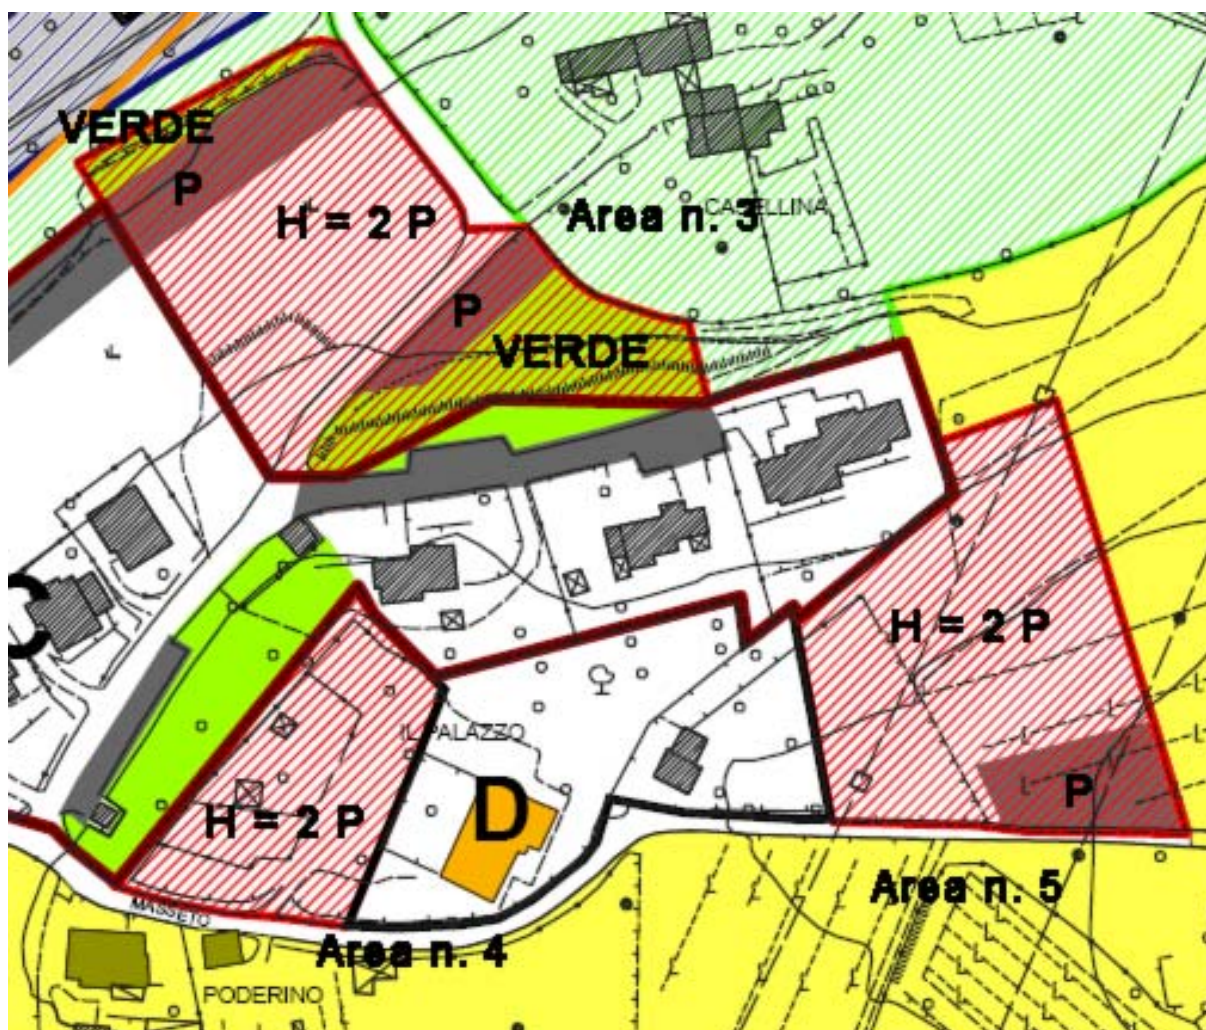 VERDE
P
H = 2 P
Area n. 3
CASELLINA
P
VERDE
C
H = 2 P
IL PALAZZO
D
H = 2 P
P
MASSETO
Area n. 5
Area n. 4
PODERINO